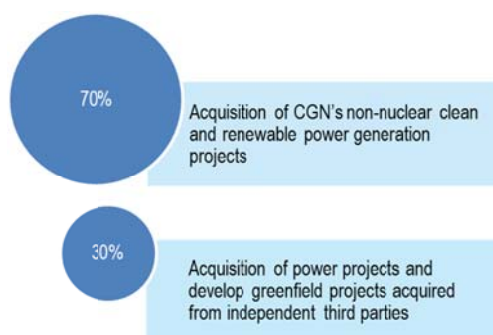 70%
Acquisition of CGN's non-nuclear clean
and renewable power generation
projects
30%
Acquisition of power projects and
develop greenfield projects acquired
from independent third parties